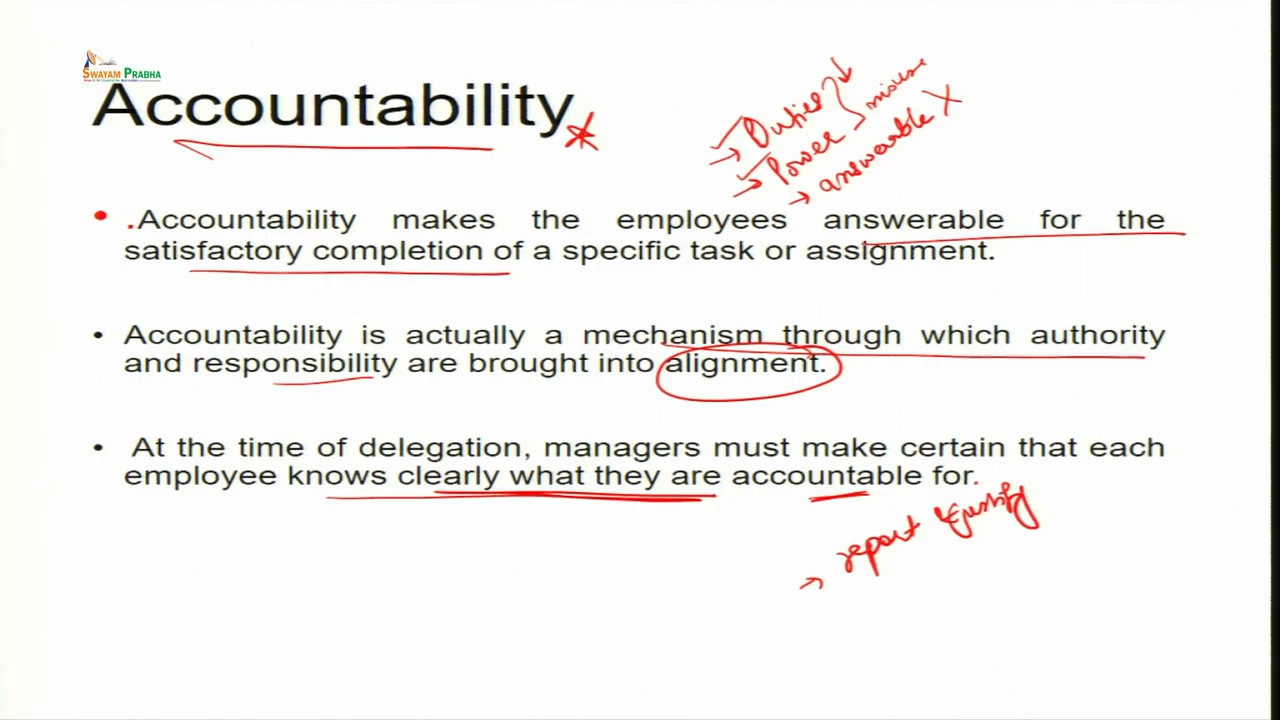 SWAYAM PRABHA
Accountability
→ Duties
→ Power
misuse
→ answerable X
• .Accountability makes the employees answerable for the
satisfactory completion of a specific task or assignment.
• Accountability is actually a mechanism through which authority
and responsibility are brought into alignment.
• At the time of delegation, managers must make certain that each
employee knows clearly what they are accountable for.
→ report & justify